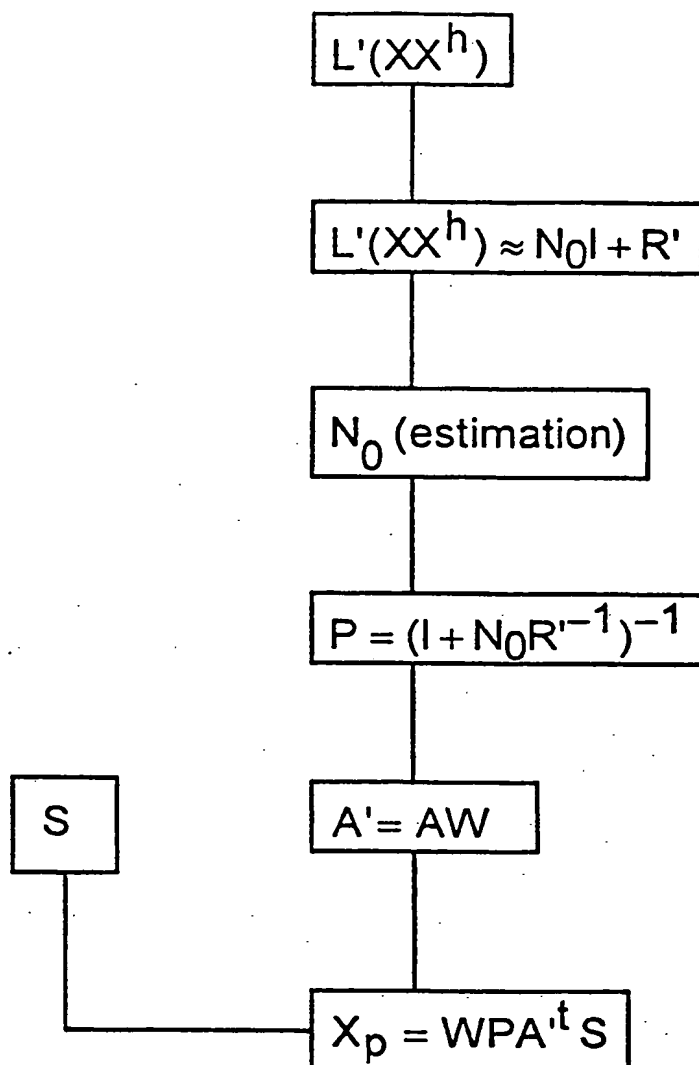 L'(XX^h)
L'(XX^h) ≈ N₀I + R'
N₀ (estimation)
P = (I + N₀R'⁻¹)⁻¹
S
A' = AW
Xₚ = WPA'ᵗ S